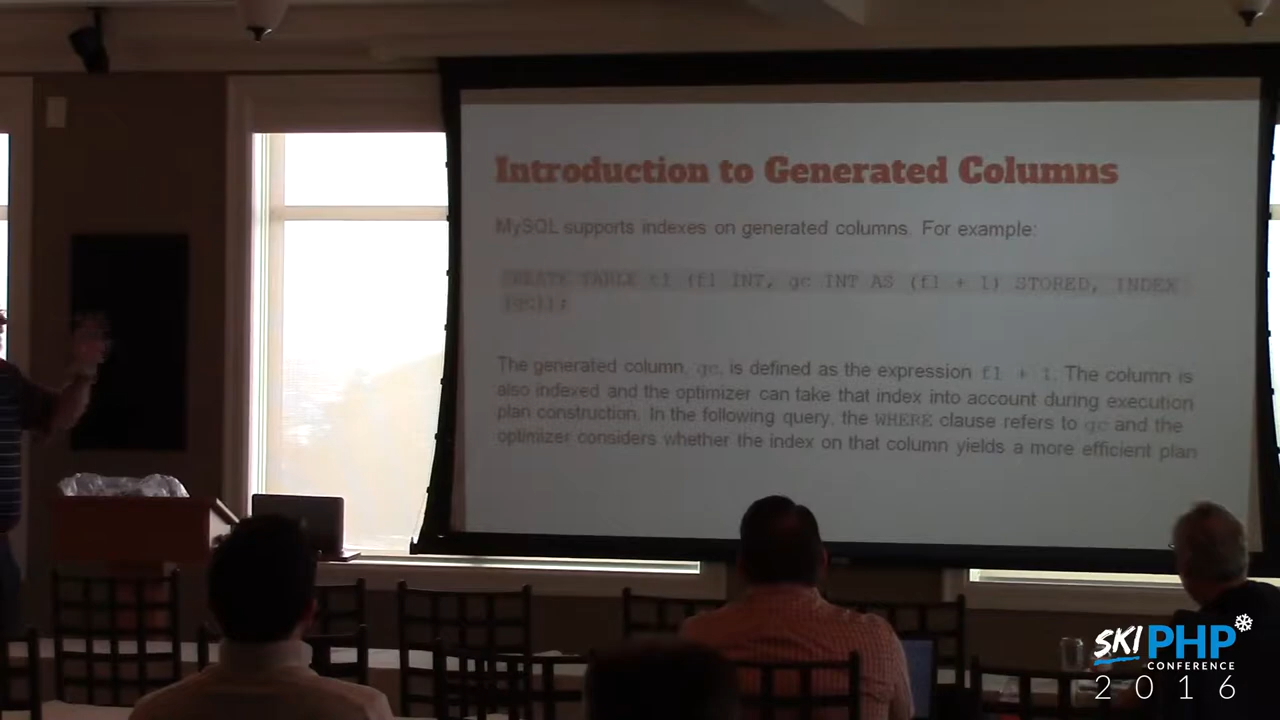 Introduction to Generated Columns
MySQL supports indexes on generated columns. For example:
CREATE TABLE t1 (f1 INT, gc INT AS (f1 + 1) STORED, INDEX
(gc));
The generated column, gc, is defined as the expression f1 + 1. The column is
also indexed and the optimizer can take that index into account during execution
plan construction. In the following query, the WHERE clause refers to gc and the
optimizer considers whether the index on that column yields a more efficient plan
SKI PHP
CONFERENCE
2016